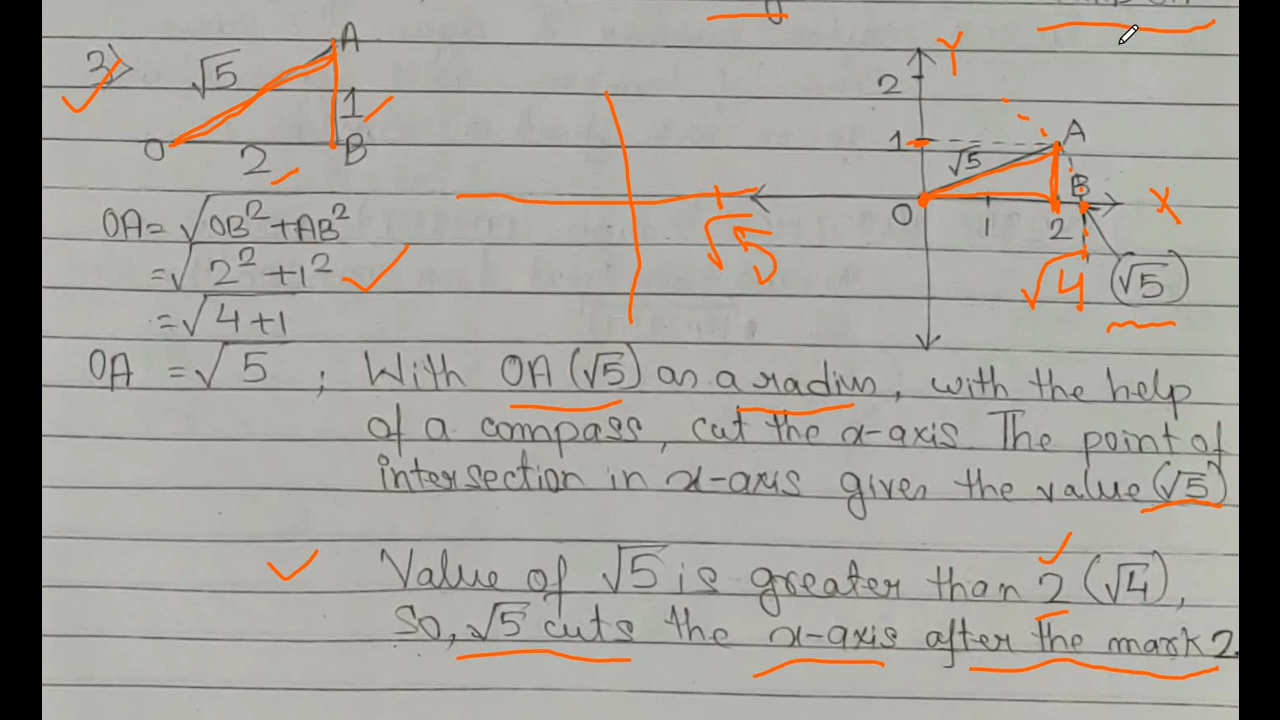 3>
√5
A
1
O
2
B
Y
2
1
A
√5
B
O
1
2
X
√5
√4
(√5)
OA = √OB² + AB²
= √2² + 1²
= √4+1
OA = √5 ; With OA (√5) as a radius, with the help
of a compass, cut the x-axis The point of
intersection in x-axis gives the value (√5)
Value of √5 is greater than 2 (√4),
So, √5 cuts the x-axis after the mark 2.